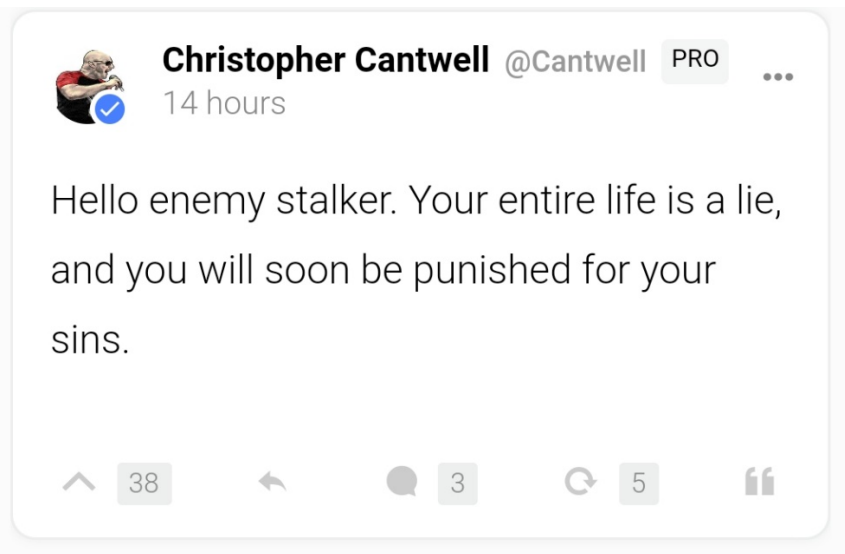 Christopher Cantwell @Cantwell PRO
14 hours
Hello enemy stalker. Your entire life is a lie,
and you will soon be punished for your
sins.
38 3 5